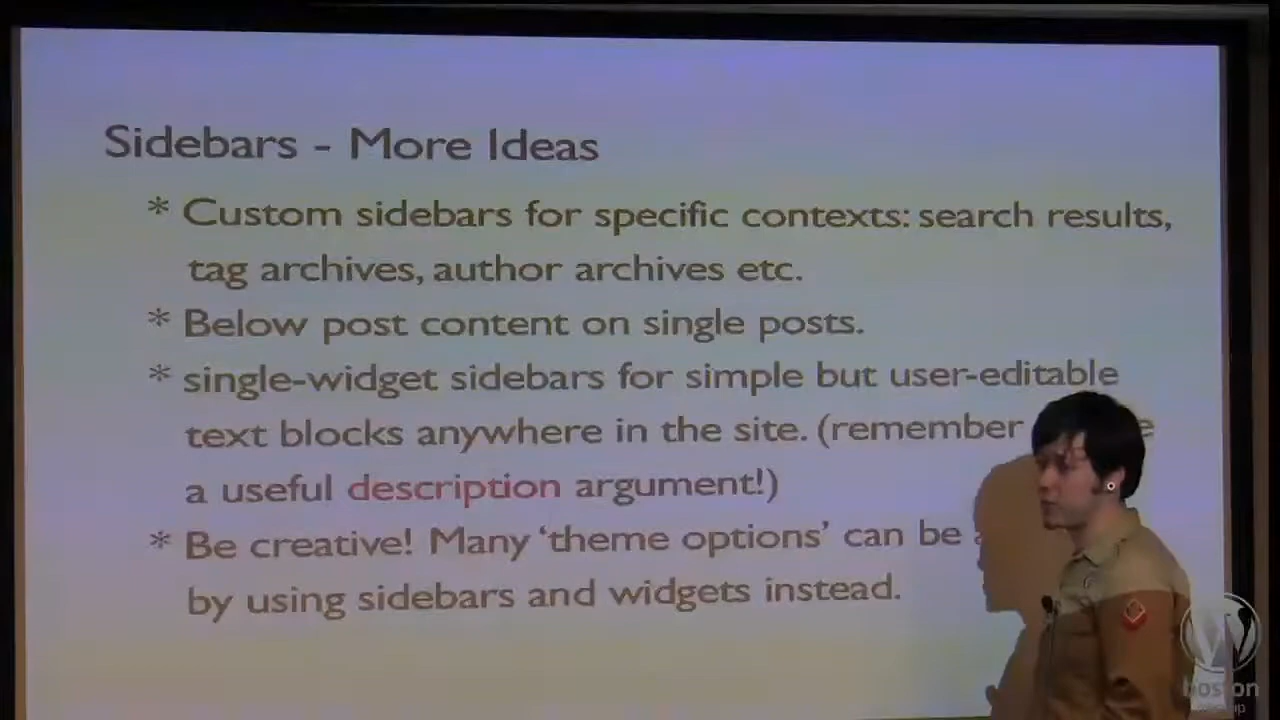 Sidebars - More Ideas
* Custom sidebars for specific contexts: search results,
tag archives, author archives etc.
* Below post content on single posts.
* single-widget sidebars for simple but user-editable
text blocks anywhere in the site. (remember
a useful description argument!)
* Be creative! Many ‘theme options’ can be
by using sidebars and widgets instead.
boston